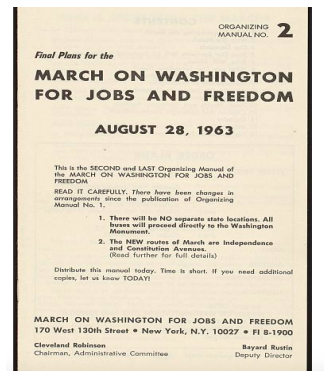 ORGANIZING
MANUAL NO. 2
Final Plans for the
MARCH ON WASHINGTON
FOR JOBS AND FREEDOM
AUGUST 28, 1963
This is the SECOND and LAST Organizing Manual of
the MARCH ON WASHINGTON FOR JOBS AND
FREEDOM
READ IT CAREFULLY. There have been changes in
arrangements since the publication of Organizing
Manual No. 1.
1. There will be NO separate state locations. All
buses will proceed directly to the Washington
Monument.
2. The NEW routes of March are Independence
and Constitution Avenues.
(Read further for full details)
Distribute this manual today. Time is short. If you need additional
copies, let us know TODAY!
MARCH ON WASHINGTON FOR JOBS AND FREEDOM
170 West 130th Street • New York, N.Y. 10027 • FI 8-1900
Cleveland Robinson Bayard Rustin
Chairman, Administrative Committee Deputy Director